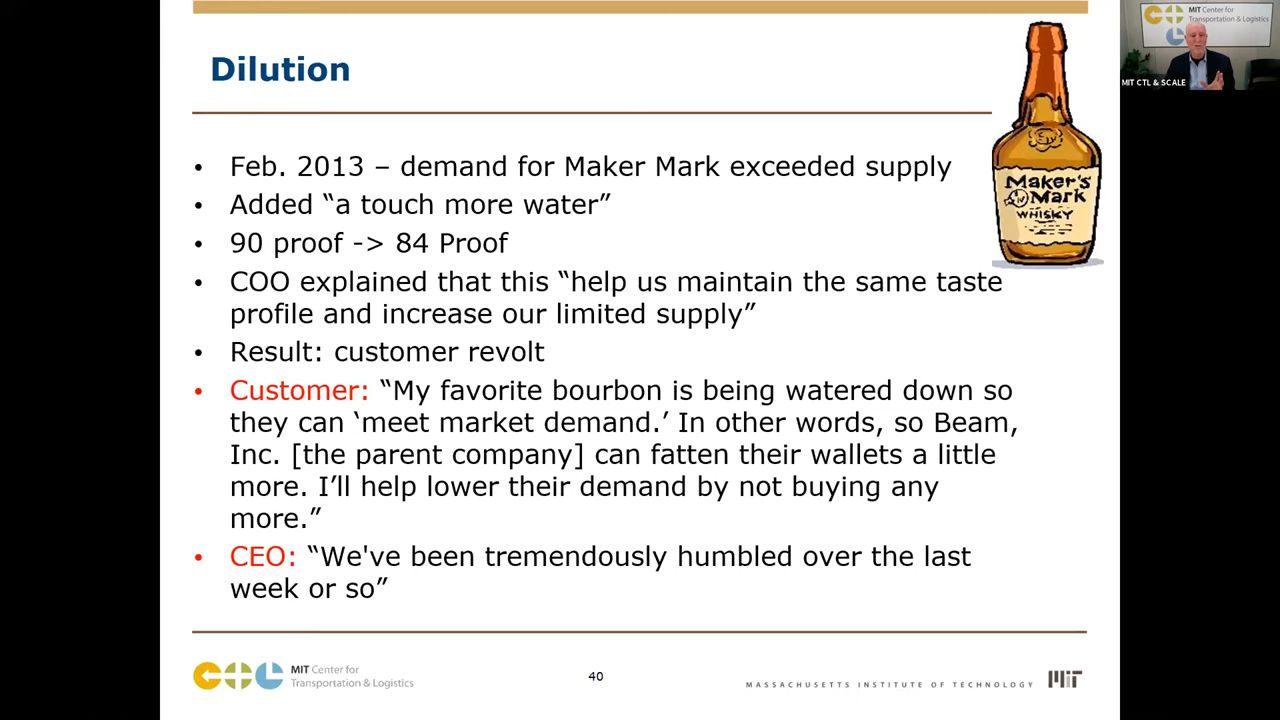 MIT Center for
Transportation & Logistics
MIT CTL & SCALE
Dilution
Maker's
Mark
WHISKY
• Feb. 2013 – demand for Maker Mark exceeded supply
• Added “a touch more water”
• 90 proof -> 84 Proof
• COO explained that this “help us maintain the same taste
profile and increase our limited supply”
• Result: customer revolt
• Customer: “My favorite bourbon is being watered down so
they can ‘meet market demand.’ In other words, so Beam,
Inc. [the parent company] can fatten their wallets a little
more. I’ll help lower their demand by not buying any
more.”
• CEO: “We've been tremendously humbled over the last
week or so”
MIT Center for
Transportation & Logistics
40
MASSACHUSETTS INSTITUTE OF TECHNOLOGY
MIT